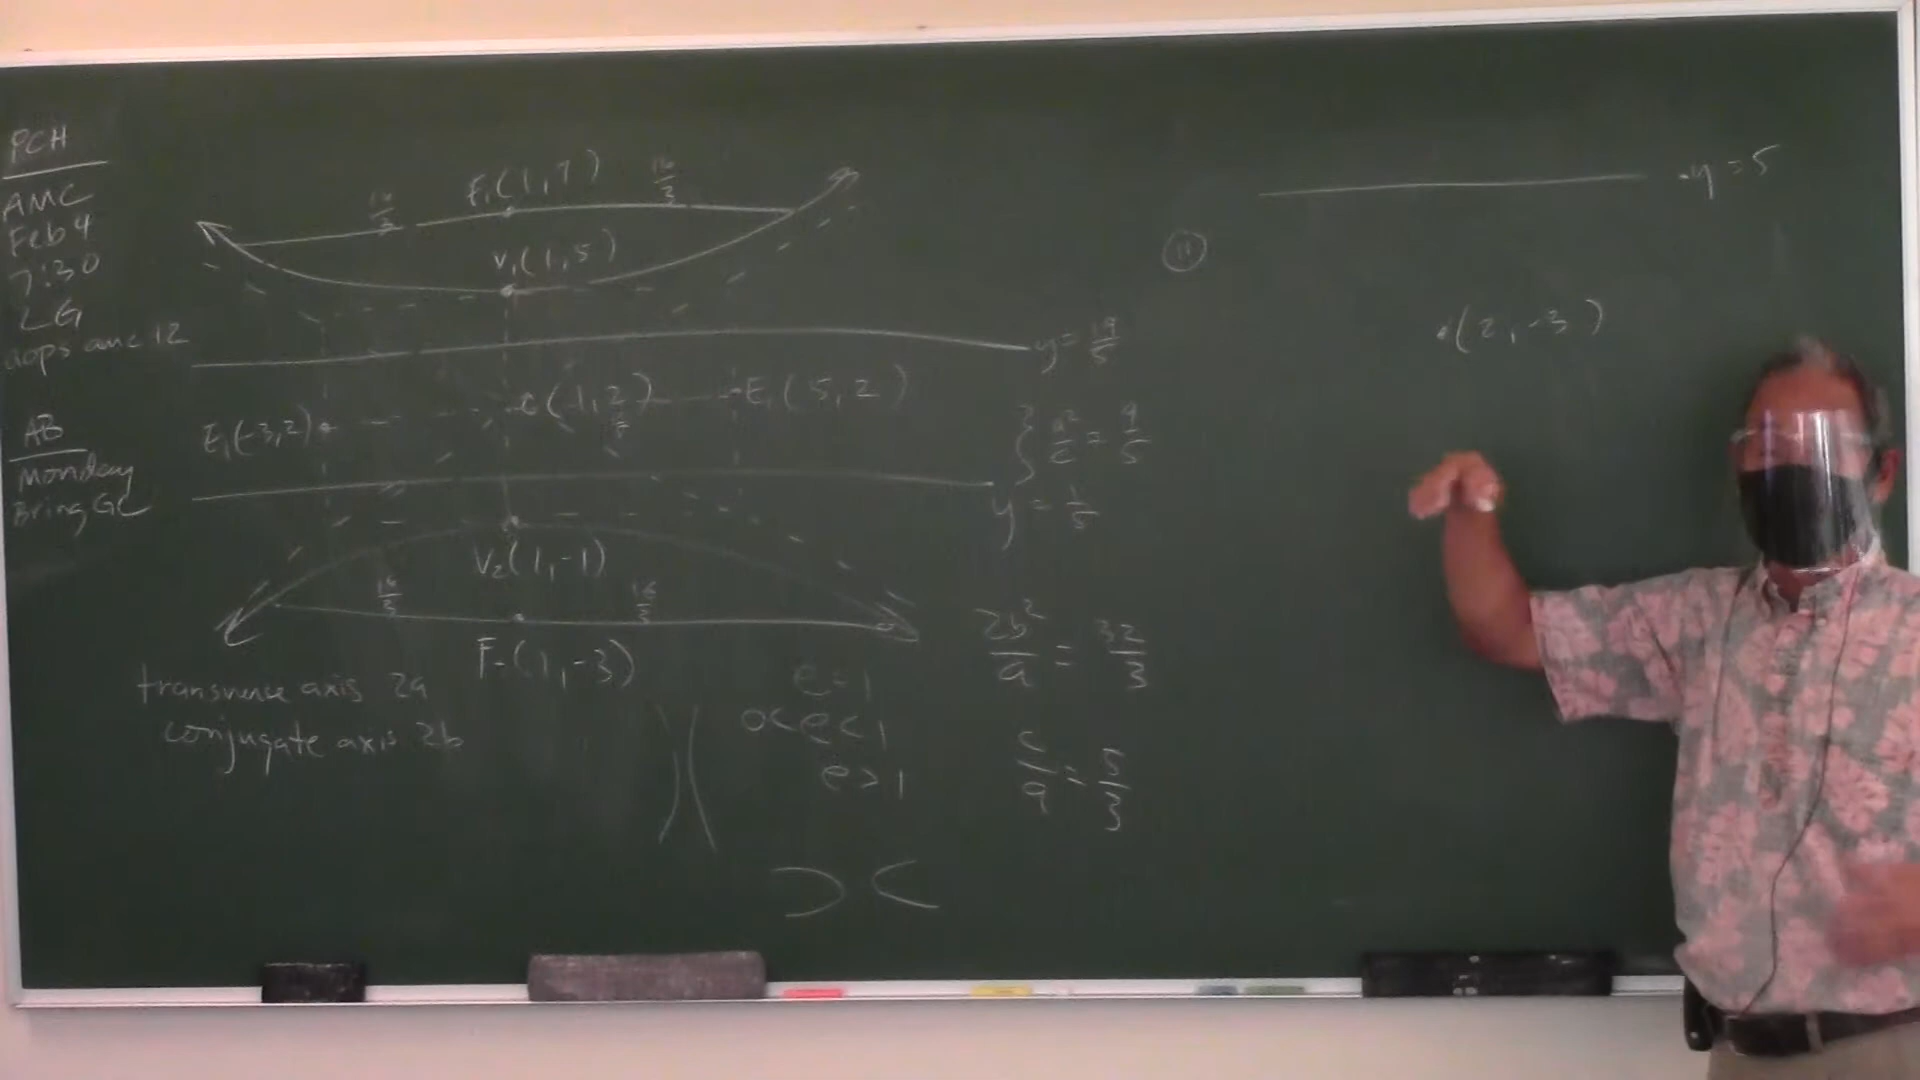 PCH
AMC
Feb 4
7:30
LG
aops amc 12
AB
Monday
Bring GC
F₁(1,7)
16/3
16/3
V₁(1,5)
y = 19/5
E₁(-3,2)
C(1,2)
E₁(5,2)
a²/c = 9/5
y = 1/5
V₂(1,-1)
16/3
16/3
F₂(1,-3)
2b²/a = 32/3
c/a = 5/3
transverse axis 2a
conjugate axis 2b
e=1
0<e<1
e>1
11
y=5
(2,-3)